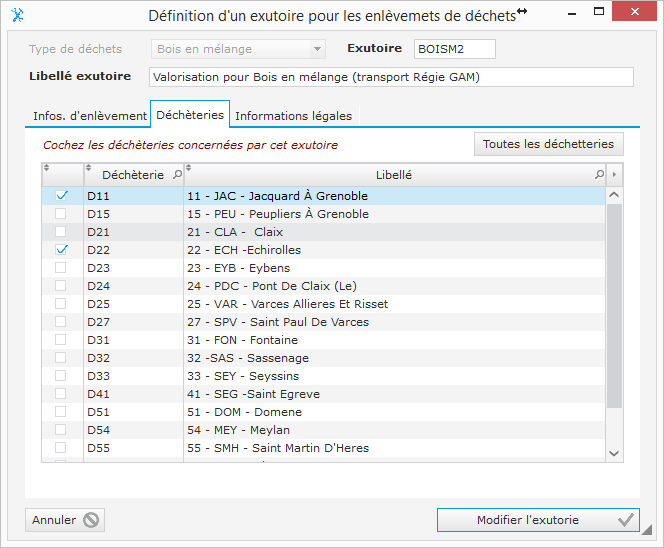 Définition d'un exutoire pour les enlèvemets de déchets
Type de déchets Bois en mélange Exutoire BOISM2
Libellé exutoire Valorisation pour Bois en mélange (transport Régie GAM)
Infos. d'enlèvement Déchèteries Informations légales
Cochez les déchèteries concernées par cet exutoire Toutes les déchetteries
Déchèterie Libellé
D11 11 - JAC - Jacquard À Grenoble
D15 15 - PEU - Peupliers À Grenoble
D21 21 - CLA - Claix
D22 22 - ECH -Echirolles
D23 23 - EYB - Eybens
D24 24 - PDC - Pont De Claix (Le)
D25 25 - VAR - Varces Allieres Et Risset
D27 27 - SPV - Saint Paul De Varces
D31 31 - FON - Fontaine
D32 32 -SAS - Sassenage
D33 33 - SEY - Seyssins
D41 41 - SEG -Saint Egreve
D51 51 - DOM - Domene
D54 54 - MEY - Meylan
D55 55 - SMH - Saint Martin D'Heres
Annuler Modifier l'exutorie